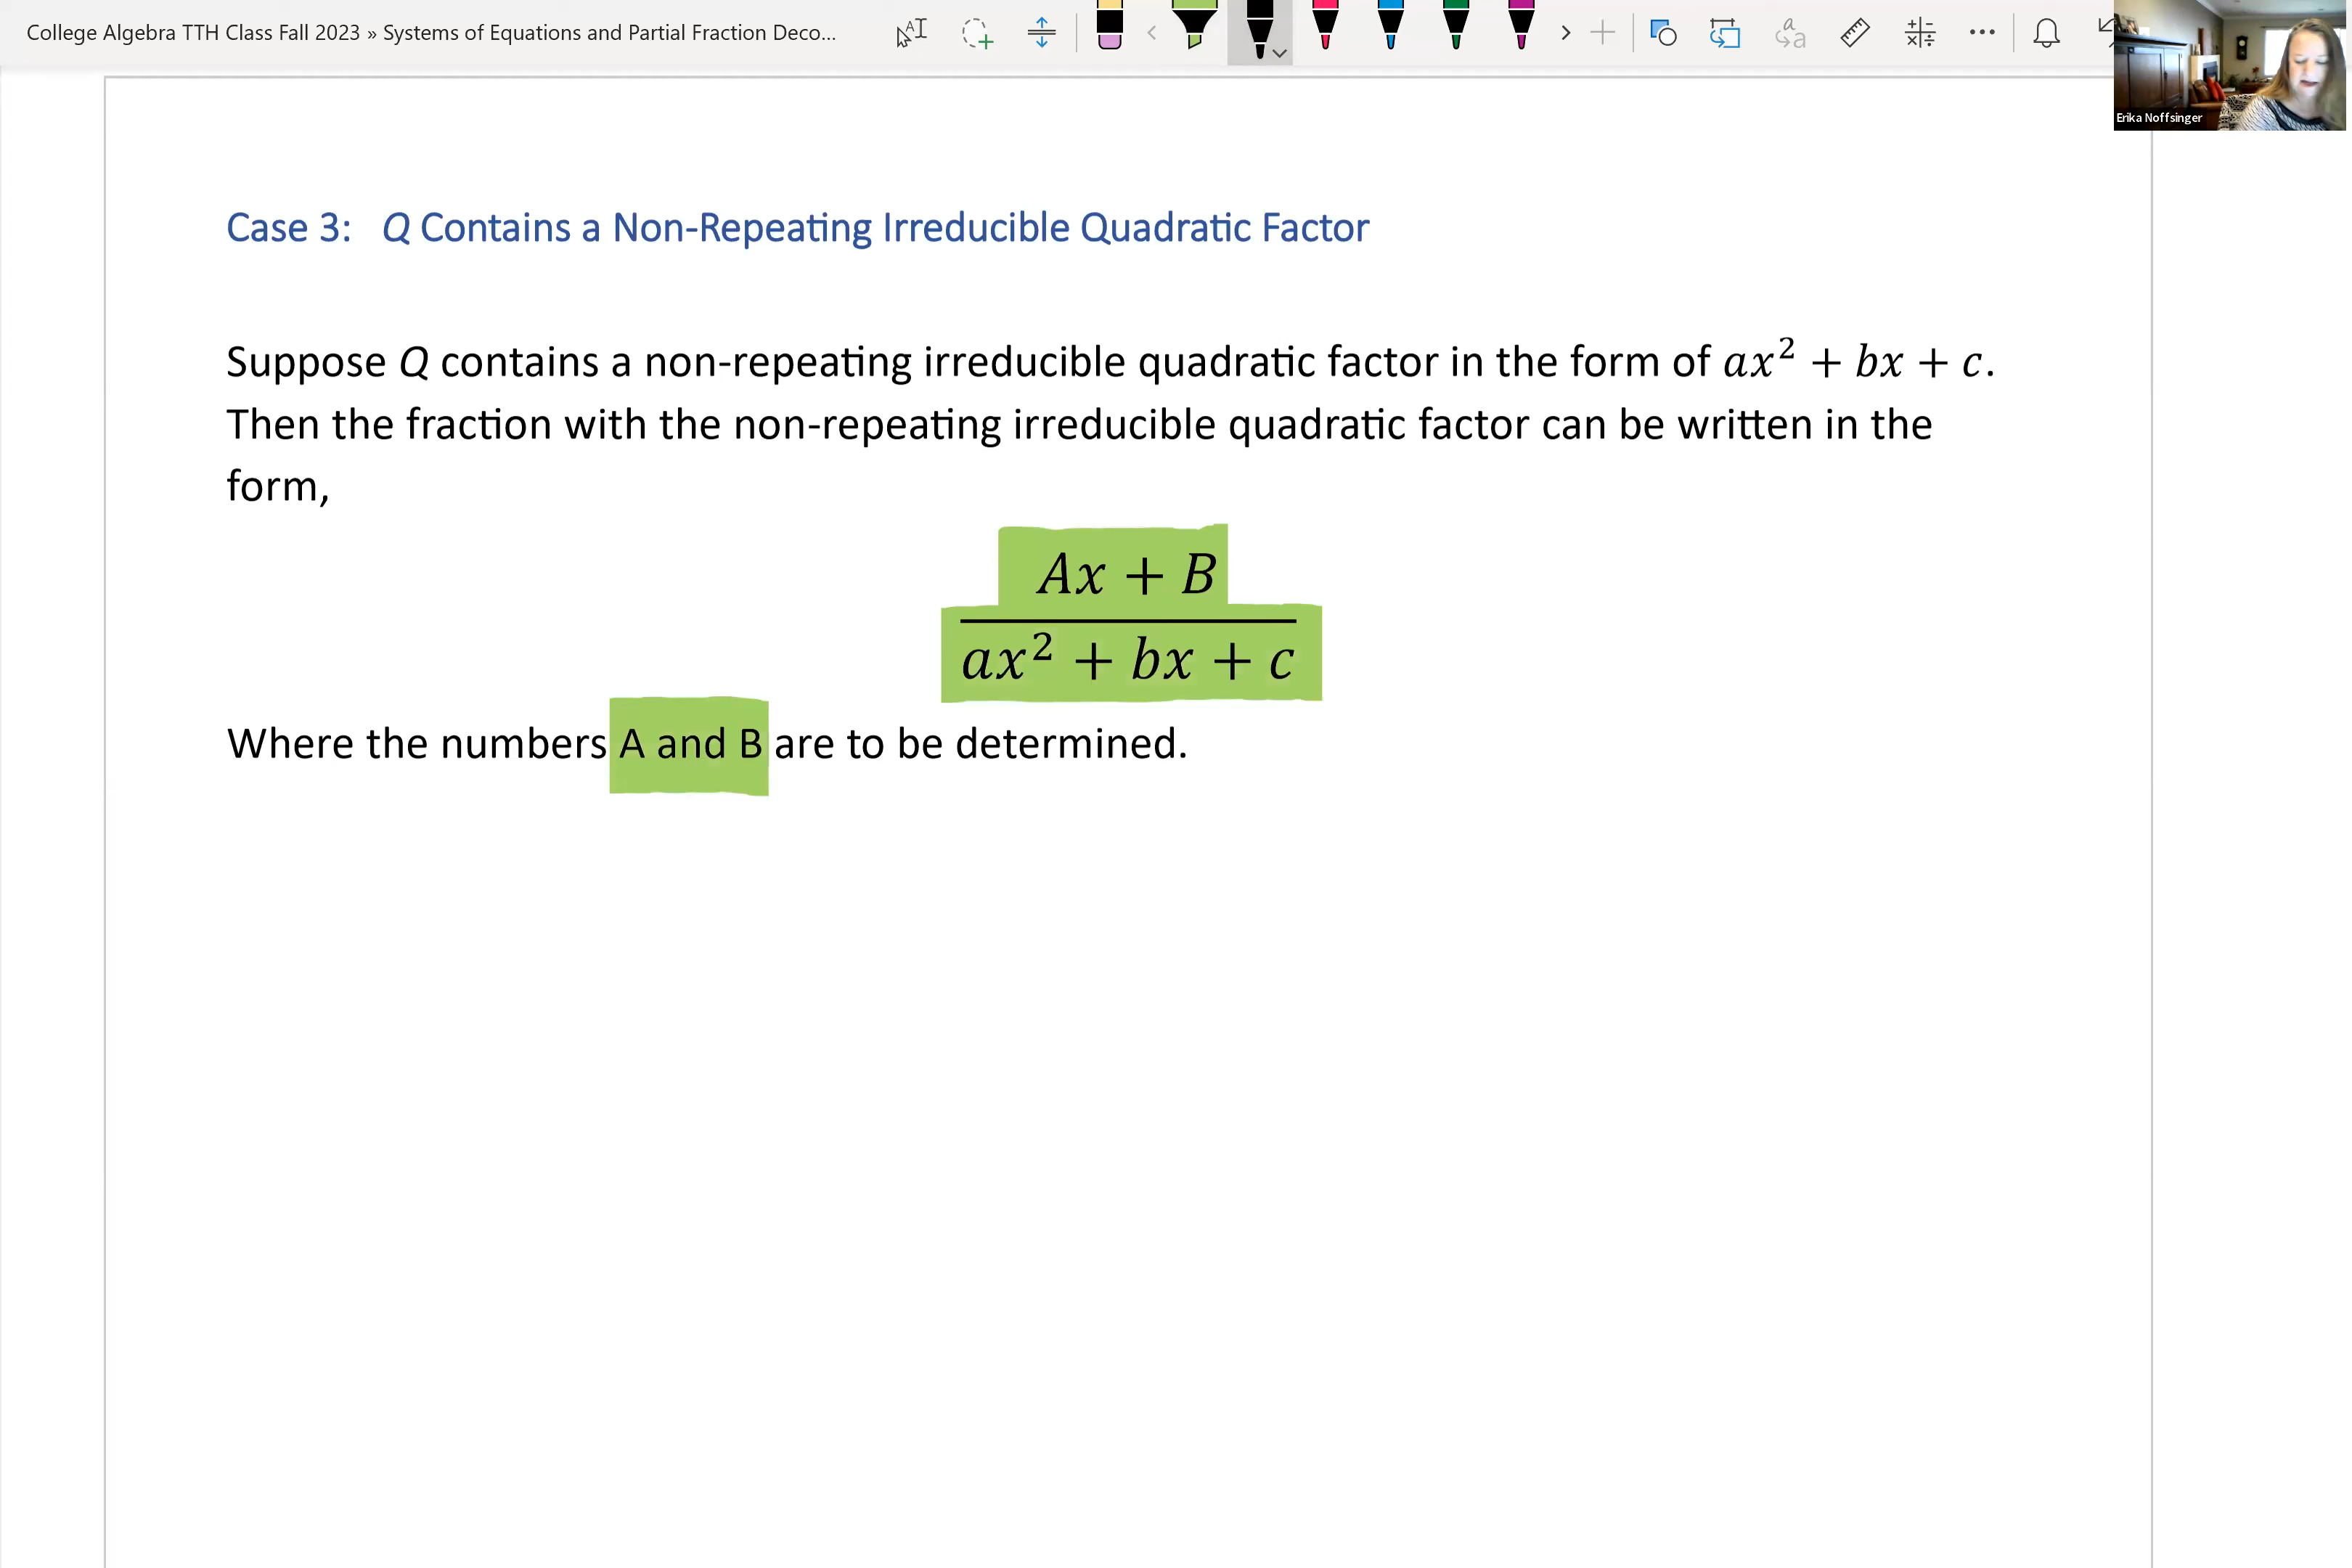 College Algebra TTH Class Fall 2023 » Systems of Equations and Partial Fraction Deco...
Erika Noffsinger
Case 3: Q Contains a Non-Repeating Irreducible Quadratic Factor
Suppose Q contains a non-repeating irreducible quadratic factor in the form of ax² + bx + c.
Then the fraction with the non-repeating irreducible quadratic factor can be written in the
form,
Ax + B
ax² + bx + c
Where the numbers A and B are to be determined.